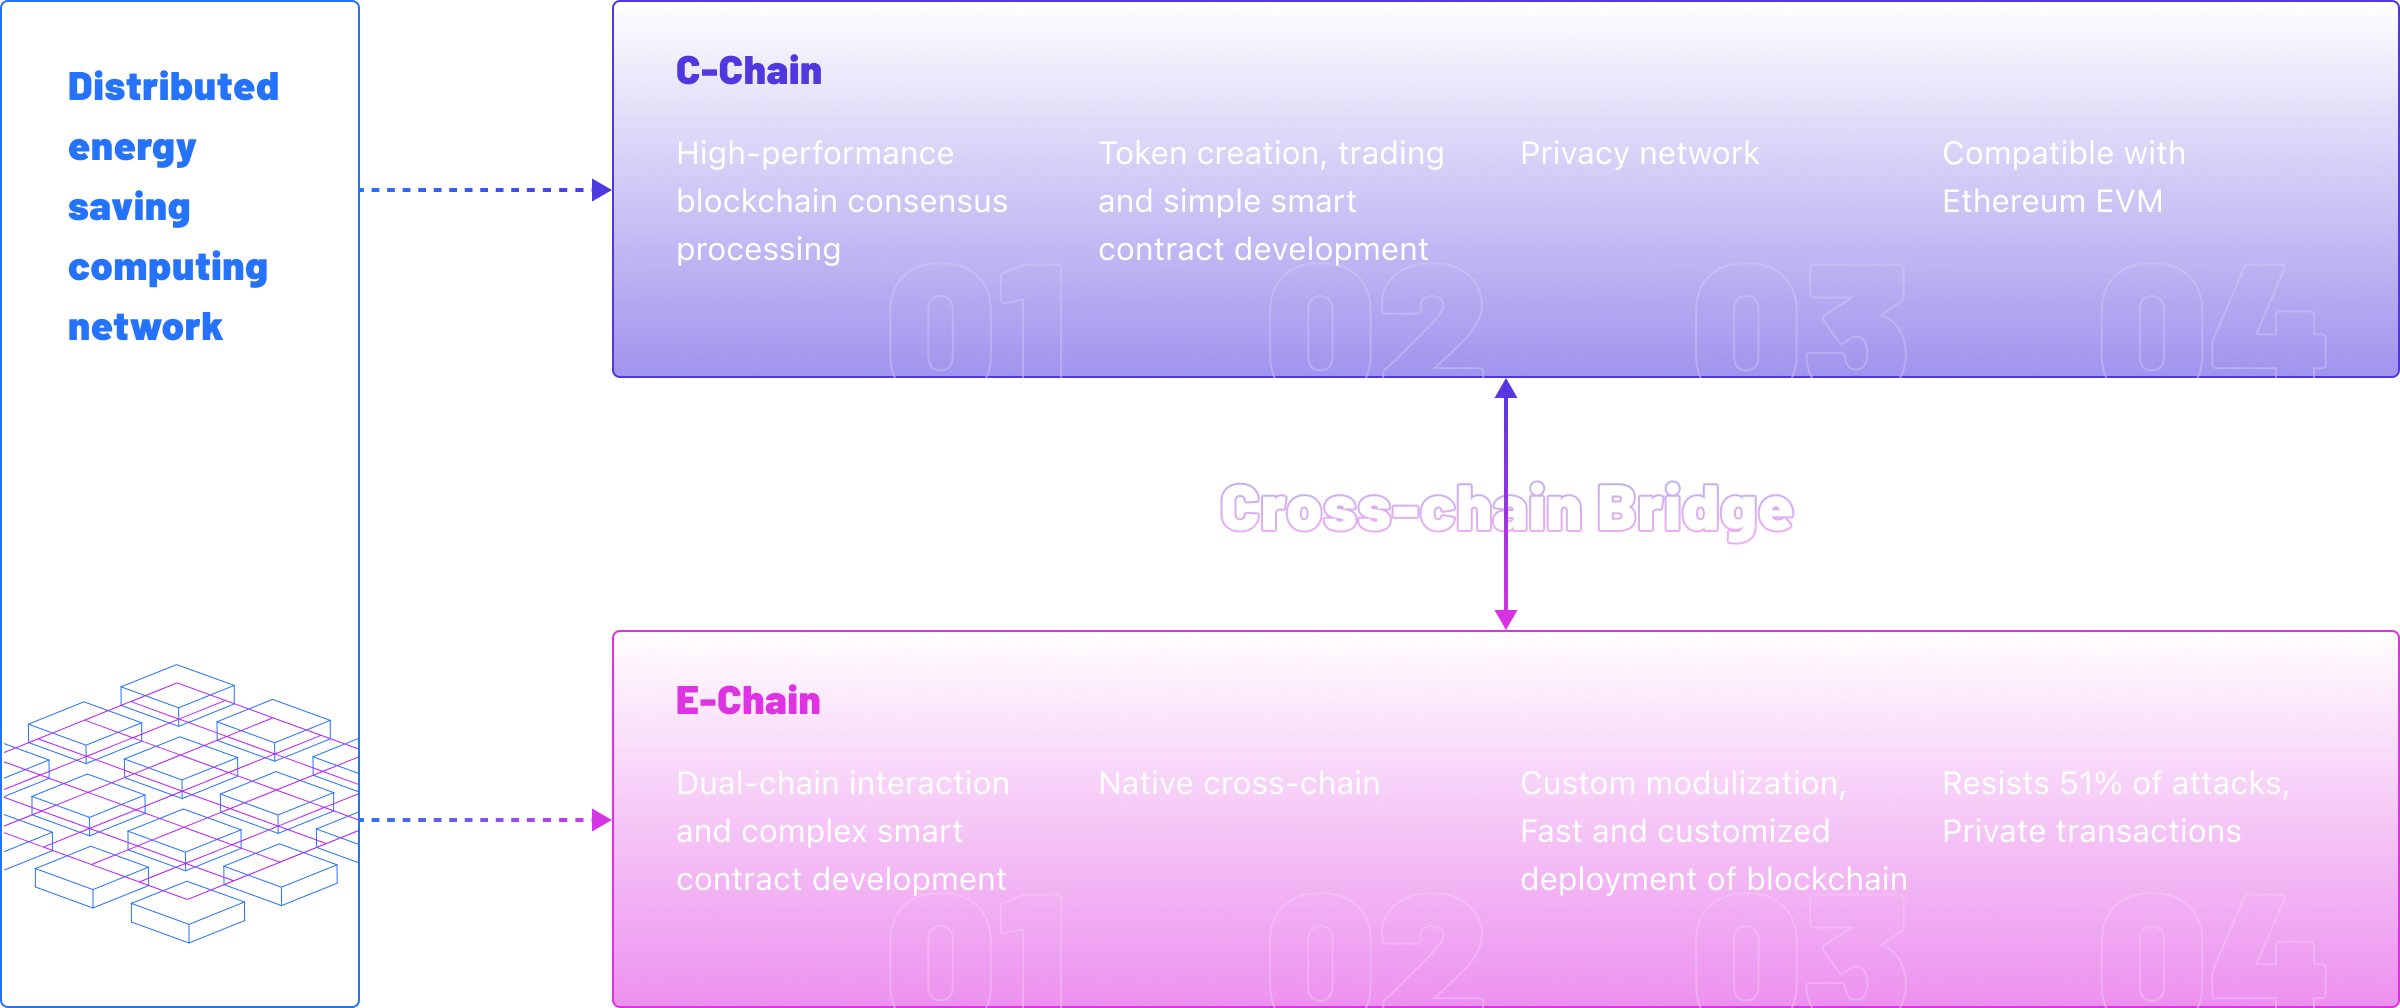 Distributed
energy
saving
computing
network
C-Chain
High-performance
blockchain consensus
processing
01
Token creation, trading
and simple smart
contract development
02
Privacy network
03
Compatible with
Ethereum EVM
04
Cross-chain Bridge
E-Chain
Dual-chain interaction
and complex smart
contract development
01
Native cross-chain
02
Custom modulization,
Fast and customized
deployment of blockchain
03
Resists 51% of attacks,
Private transactions
04